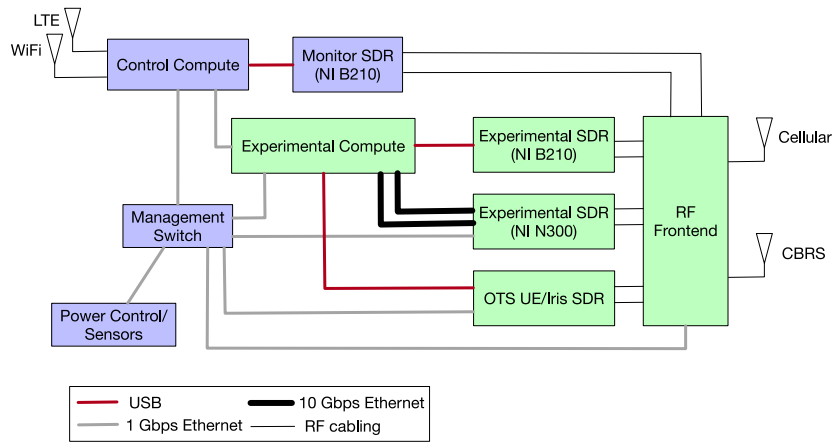 LTE
WiFi
Control Compute
Monitor SDR
(NI B210)
Experimental Compute
Experimental SDR
(NI B210)
Cellular
Management
Switch
Experimental SDR
(NI N300)
RF
Frontend
CBRS
OTS UE/Iris SDR
Power Control/
Sensors
USB
10 Gbps Ethernet
1 Gbps Ethernet
RF cabling